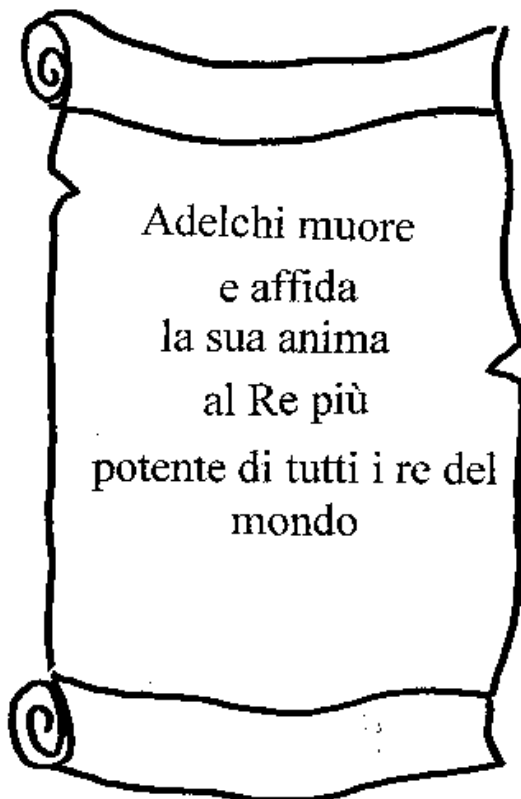 Adelchi muore
e affida
la sua anima
al Re più
potente di tutti i re del
mondo